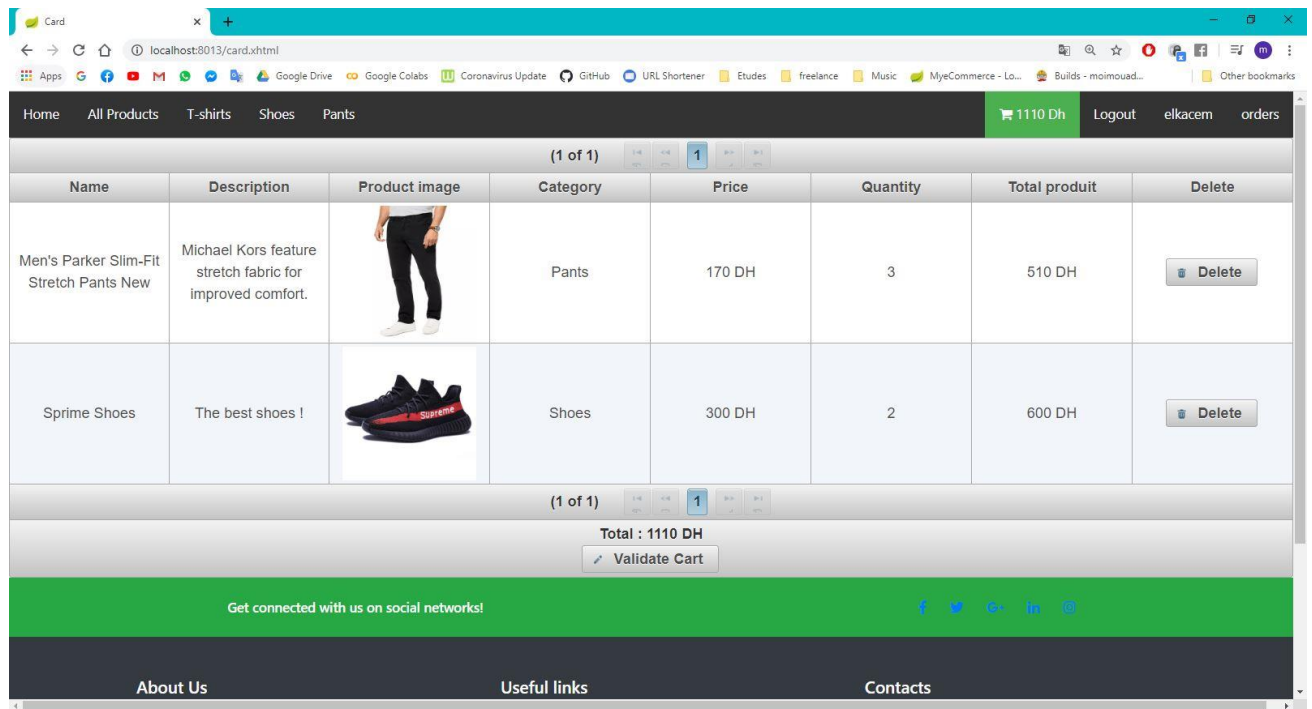 Card
localhost:8013/card.xhtml
Apps Google Drive Google Colabs Coronavirus Update GitHub URL Shortener Etudes freelance Music MyeCommerce - Lo... Builds - moimouad... Other bookmarks
Home All Products T-shirts Shoes Pants 1110 Dh Logout elkacem orders
(1 of 1) 1
Name Description Product image Category Price Quantity Total produit Delete
Men's Parker Slim-Fit
Stretch Pants New
Michael Kors feature
stretch fabric for
improved comfort.
Pants 170 DH 3 510 DH Delete
Sprime Shoes The best shoes ! Supreme Shoes 300 DH 2 600 DH Delete
(1 of 1) 1
Total : 1110 DH
Validate Cart
Get connected with us on social networks!
About Us Useful links Contacts